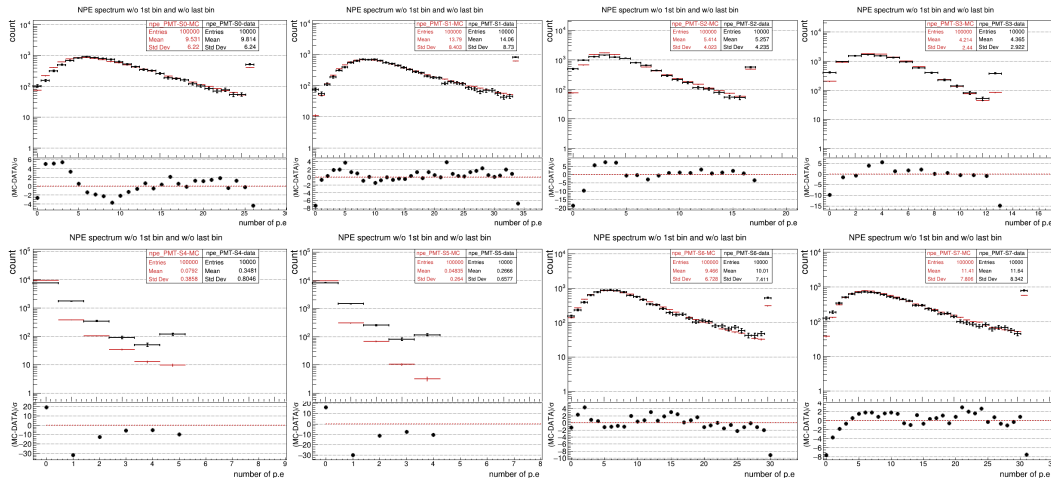 NPE spectrum w/o 1st bin and w/o last bin
npe_PMT-S0-MC npe_PMT-S0-data
Entries 100000 Entries 10000
Mean 9.531 Mean 9.814
Std Dev 6.22 Std Dev 6.24
count
(MC-DATA)/σ
number of p.e
NPE spectrum w/o 1st bin and w/o last bin
npe_PMT-S1-MC npe_PMT-S1-data
Entries 100000 Entries 10000
Mean 13.79 Mean 14.06
Std Dev 8.403 Std Dev 8.73
count
(MC-DATA)/σ
number of p.e
NPE spectrum w/o 1st bin and w/o last bin
npe_PMT-S2-MC npe_PMT-S2-data
Entries 100000 Entries 10000
Mean 5.414 Mean 5.257
Std Dev 4.023 Std Dev 4.235
count
(MC-DATA)/σ
number of p.e
NPE spectrum w/o 1st bin and w/o last bin
npe_PMT-S3-MC npe_PMT-S3-data
Entries 100000 Entries 10000
Mean 4.214 Mean 4.365
Std Dev 2.44 Std Dev 2.922
count
(MC-DATA)/σ
number of p.e
NPE spectrum w/o 1st bin and w/o last bin
npe_PMT-S4-MC npe_PMT-S4-data
Entries 100000 Entries 10000
Mean 0.0792 Mean 0.3481
Std Dev 0.3858 Std Dev 0.8046
count
(MC-DATA)/σ
number of p.e
NPE spectrum w/o 1st bin and w/o last bin
npe_PMT-S5-MC npe_PMT-S5-data
Entries 100000 Entries 10000
Mean 0.04835 Mean 0.2666
Std Dev 0.264 Std Dev 0.6577
count
(MC-DATA)/σ
number of p.e
NPE spectrum w/o 1st bin and w/o last bin
npe_PMT-S6-MC npe_PMT-S6-data
Entries 100000 Entries 10000
Mean 9.466 Mean 10.01
Std Dev 6.728 Std Dev 7.411
count
(MC-DATA)/σ
number of p.e
NPE spectrum w/o 1st bin and w/o last bin
npe_PMT-S7-MC npe_PMT-S7-data
Entries 100000 Entries 10000
Mean 11.41 Mean 11.64
Std Dev 7.898 Std Dev 8.342
count
(MC-DATA)/σ
number of p.e